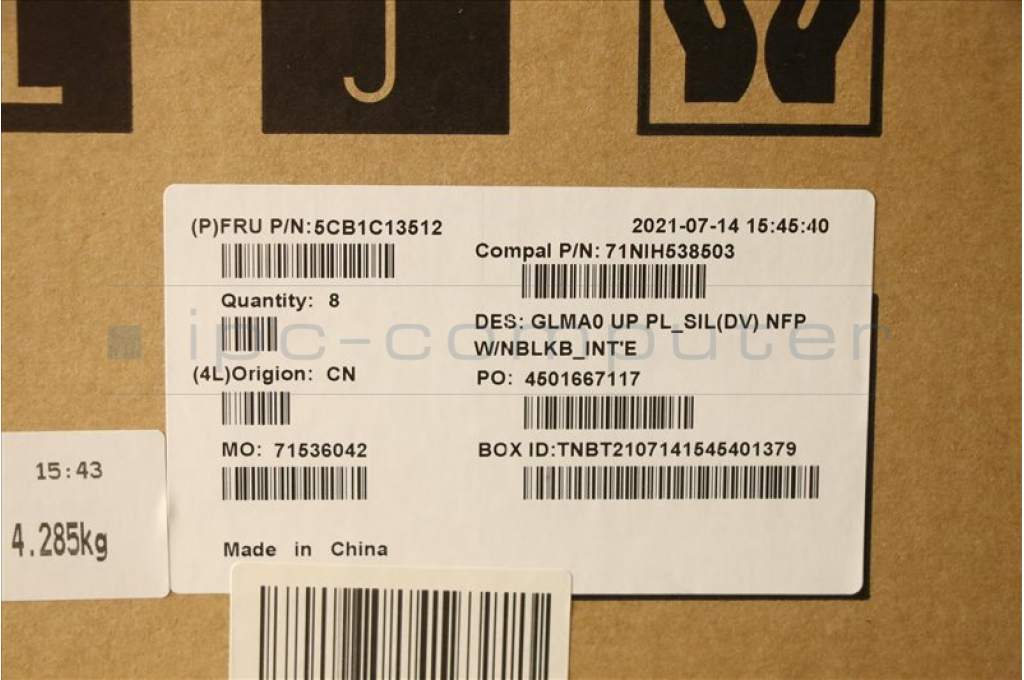 (P)FRU P/N:5CB1C13512
2021-07-14 15:45:40
Compal P/N: 71NIH538503
Quantity: 8
DES: GLMA0 UP PL_SIL(DV) NFP
W/NBLKB_INT'E
ipc-computer
(4L)Origion: CN
PO: 4501667117
MO: 71536042
BOX ID:TNBT2107141545401379
15:43
4.285kg
Made in China